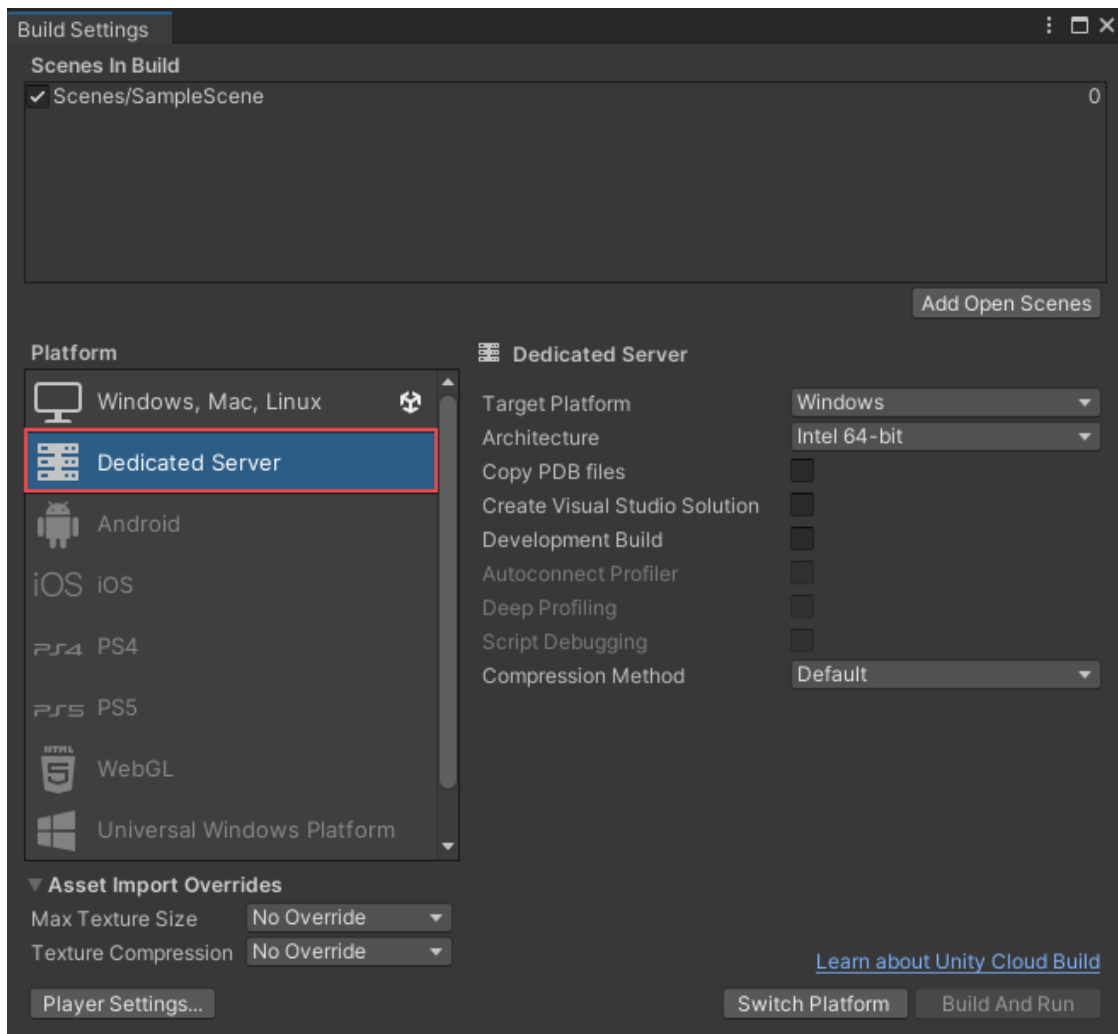 Build Settings
Scenes In Build
Scenes/SampleScene 0
Add Open Scenes
Platform
Windows, Mac, Linux
Dedicated Server
Android
iOS iOS
PS4 PS4
PS5 PS5
HTML 5 WebGL
Universal Windows Platform
Dedicated Server
Target Platform Windows
Architecture Intel 64-bit
Copy PDB files
Create Visual Studio Solution
Development Build
Autoconnect Profiler
Deep Profiling
Script Debugging
Compression Method Default
Asset Import Overrides
Max Texture Size No Override
Texture Compression No Override
Learn about Unity Cloud Build
Player Settings... Switch Platform Build And Run